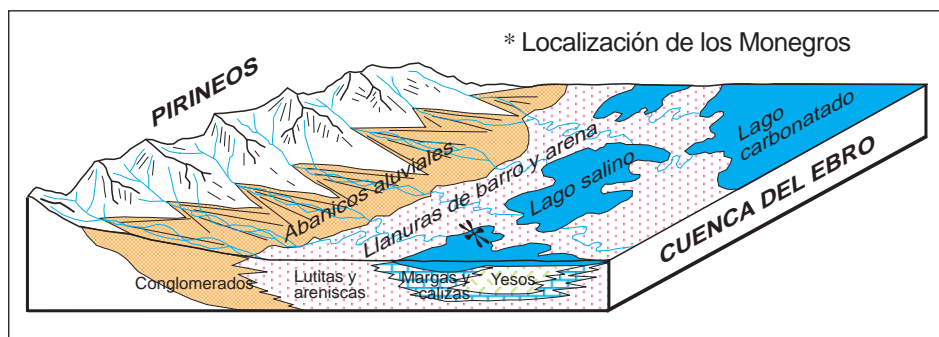 * Localización de los Monegros
PIRINEOS
Abanicos aluviales
Llanuras de barro y arena
Lago salino
Lago
carbonatado
CUENCA DEL EBRO
Conglomerados
Lutitas y
areniscas
Margas y
calizas
Yesos